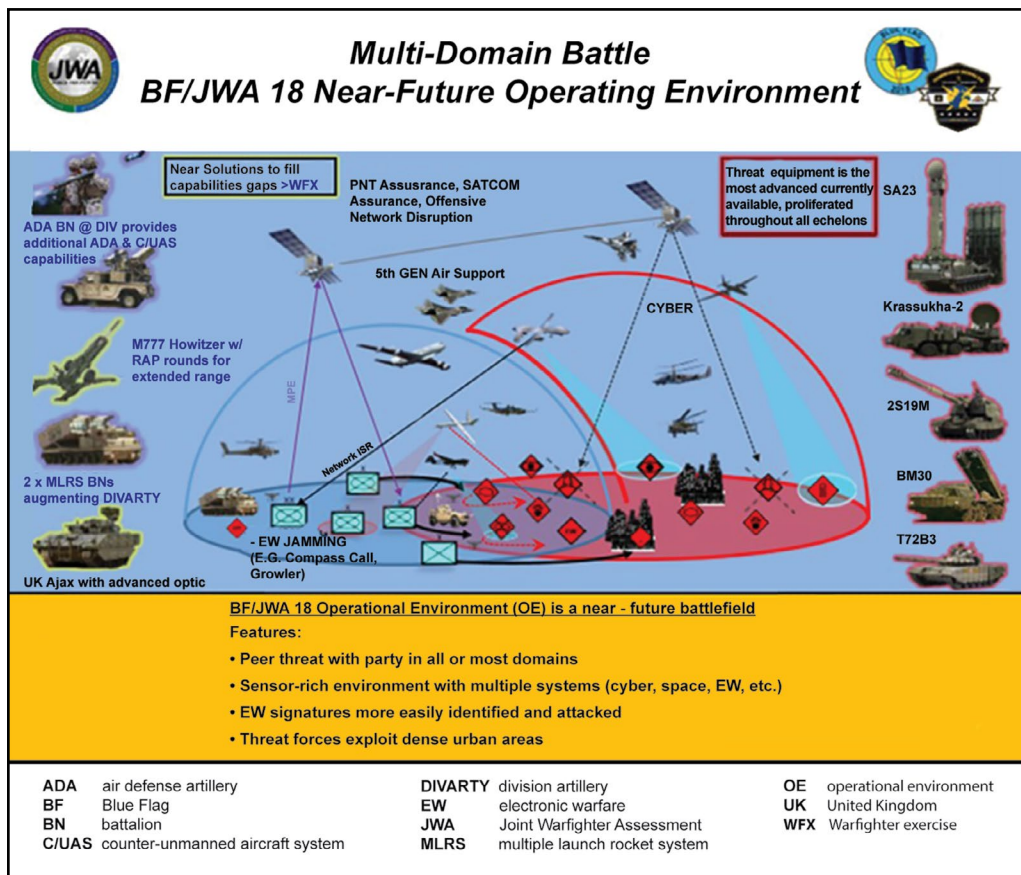 JWA
Multi-Domain Battle
BF/JWA 18 Near-Future Operating Environment
BLUE FLAG
2018
Near Solutions to fill
capabilities gaps >WFX
PNT Assusrance, SATCOM
Assurance, Offensive
Network Disruption
Threat equipment is the
most advanced currently
available, proliferated
throughout all echelons
SA23
ADA BN @ DIV provides
additional ADA & C/UAS
capabilities
5th GEN Air Support
CYBER
Krassukha-2
M777 Howitzer w/
RAP rounds for
extended range
MPE
2S19M
Network ISR
2 x MLRS BNs
augmenting DIVARTY
XX
BM30
- EW JAMMING
(E.G. Compass Call,
Growler)
T72B3
UK Ajax with advanced optic
BF/JWA 18 Operational Environment (OE) is a near - future battlefield
Features:
• Peer threat with party in all or most domains
• Sensor-rich environment with multiple systems (cyber, space, EW, etc.)
• EW signatures more easily identified and attacked
• Threat forces exploit dense urban areas
ADA air defense artillery
BF Blue Flag
BN battalion
C/UAS counter-unmanned aircraft system
DIVARTY division artillery
EW electronic warfare
JWA Joint Warfighter Assessment
MLRS multiple launch rocket system
OE operational environment
UK United Kingdom
WFX Warfighter exercise